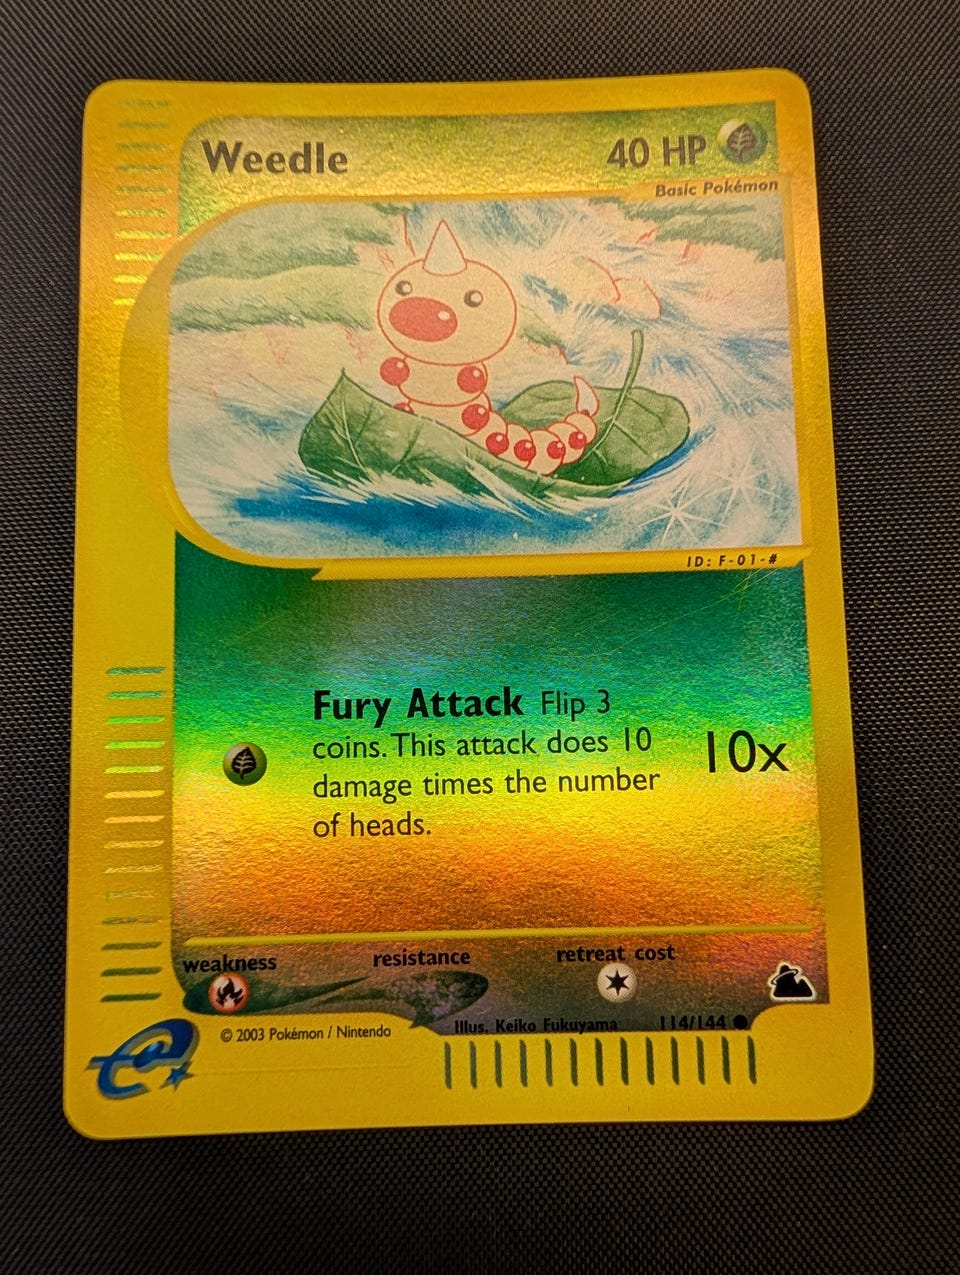 Weedle
40 HP
Basic Pokémon
ID: F-01-#
Fury Attack Flip 3
coins. This attack does 10
damage times the number
of heads.
10x
weakness
resistance
retreat cost
© 2003 Pokémon / Nintendo
Illus. Keiko Fukuyama
114/144
e